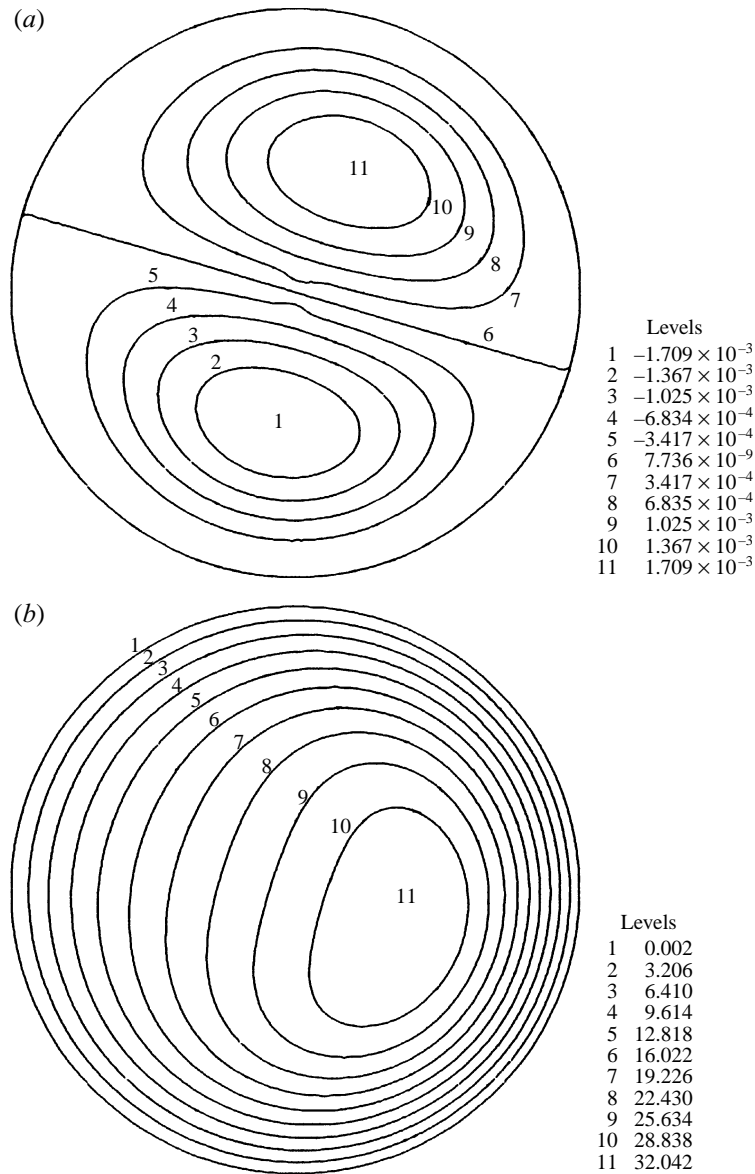 (a)
11
10
9
8
7
6
5
4
3
2
1
Levels
1 –1.709 × 10–3
2 –1.367 × 10–3
3 –1.025 × 10–3
4 –6.834 × 10–4
5 –3.417 × 10–4
6 7.736 × 10–9
7 3.417 × 10–4
8 6.835 × 10–4
9 1.025 × 10–3
10 1.367 × 10–3
11 1.709 × 10–3
(b)
1
2
3
4
5
6
7
8
9
10
11
Levels
1 0.002
2 3.206
3 6.410
4 9.614
5 12.818
6 16.022
7 19.226
8 22.430
9 25.634
10 28.838
11 32.042